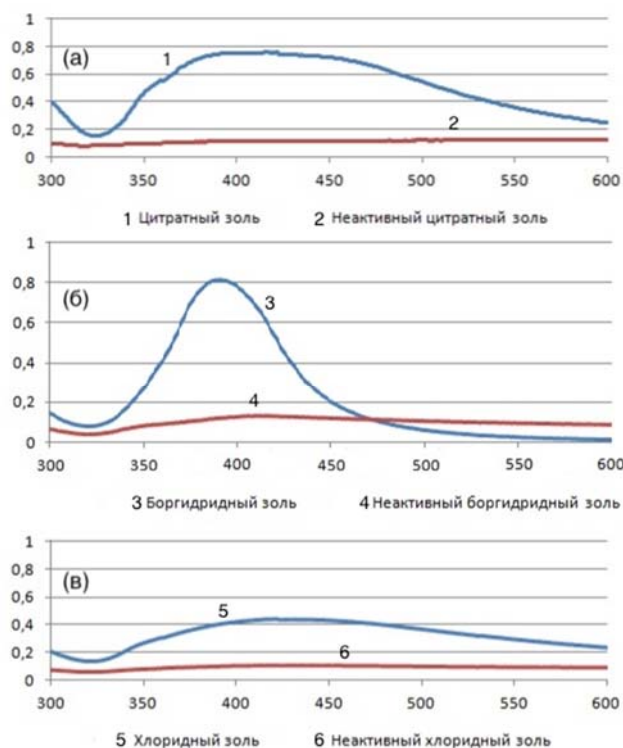 1
(а)
0,8
1
0,6
0,4
2
0,2
0
300 350 400 450 500 550 600
1 Цитратный золь 2 Неактивный цитратный золь
1
(б)
0,8
3
0,6
0,4
4
0,2
0
300 350 400 450 500 550 600
3 Боргидридный золь 4 Неактивный боргидридный золь
1
(в)
0,8
0,6
5
0,4
6
0,2
0
300 350 400 450 500 550 600
5 Хлоридный золь 6 Неактивный хлоридный золь